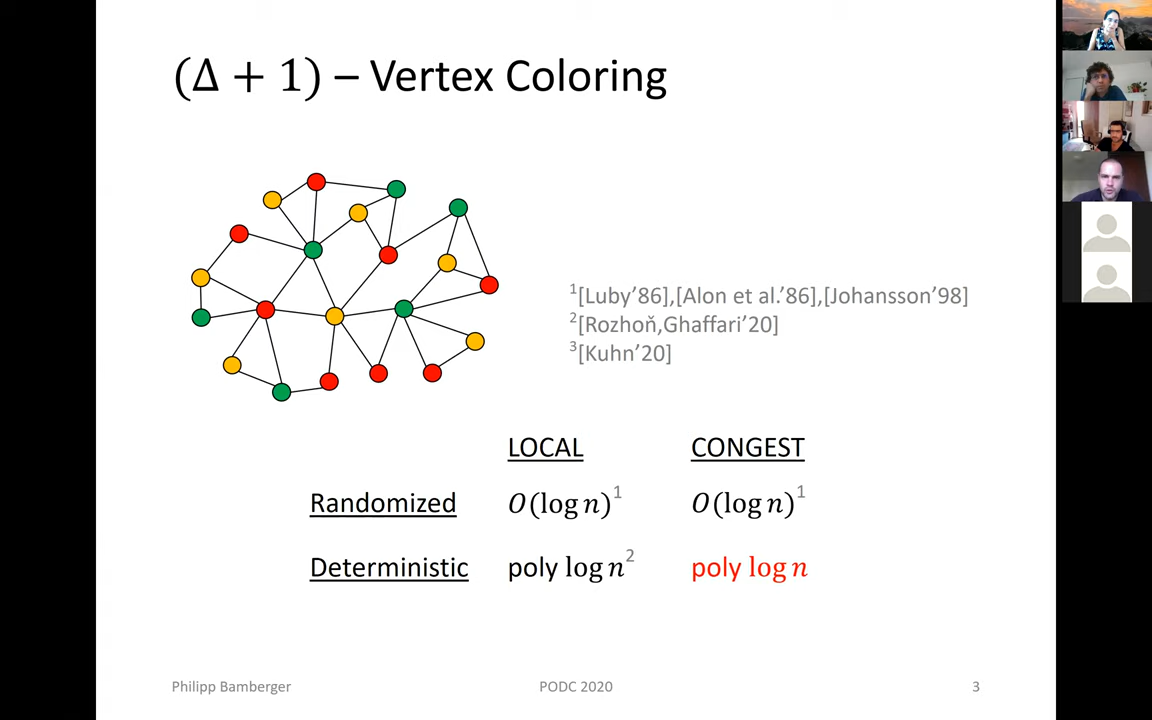 (Δ + 1) – Vertex Coloring
¹[Luby’86],[Alon et al.’86],[Johansson’98]
²[Rozhoň,Ghaffari’20]
³[Kuhn’20]
LOCAL CONGEST
Randomized O(log n)¹ O(log n)¹
Deterministic poly log n² poly log n
Philipp Bamberger PODC 2020 3